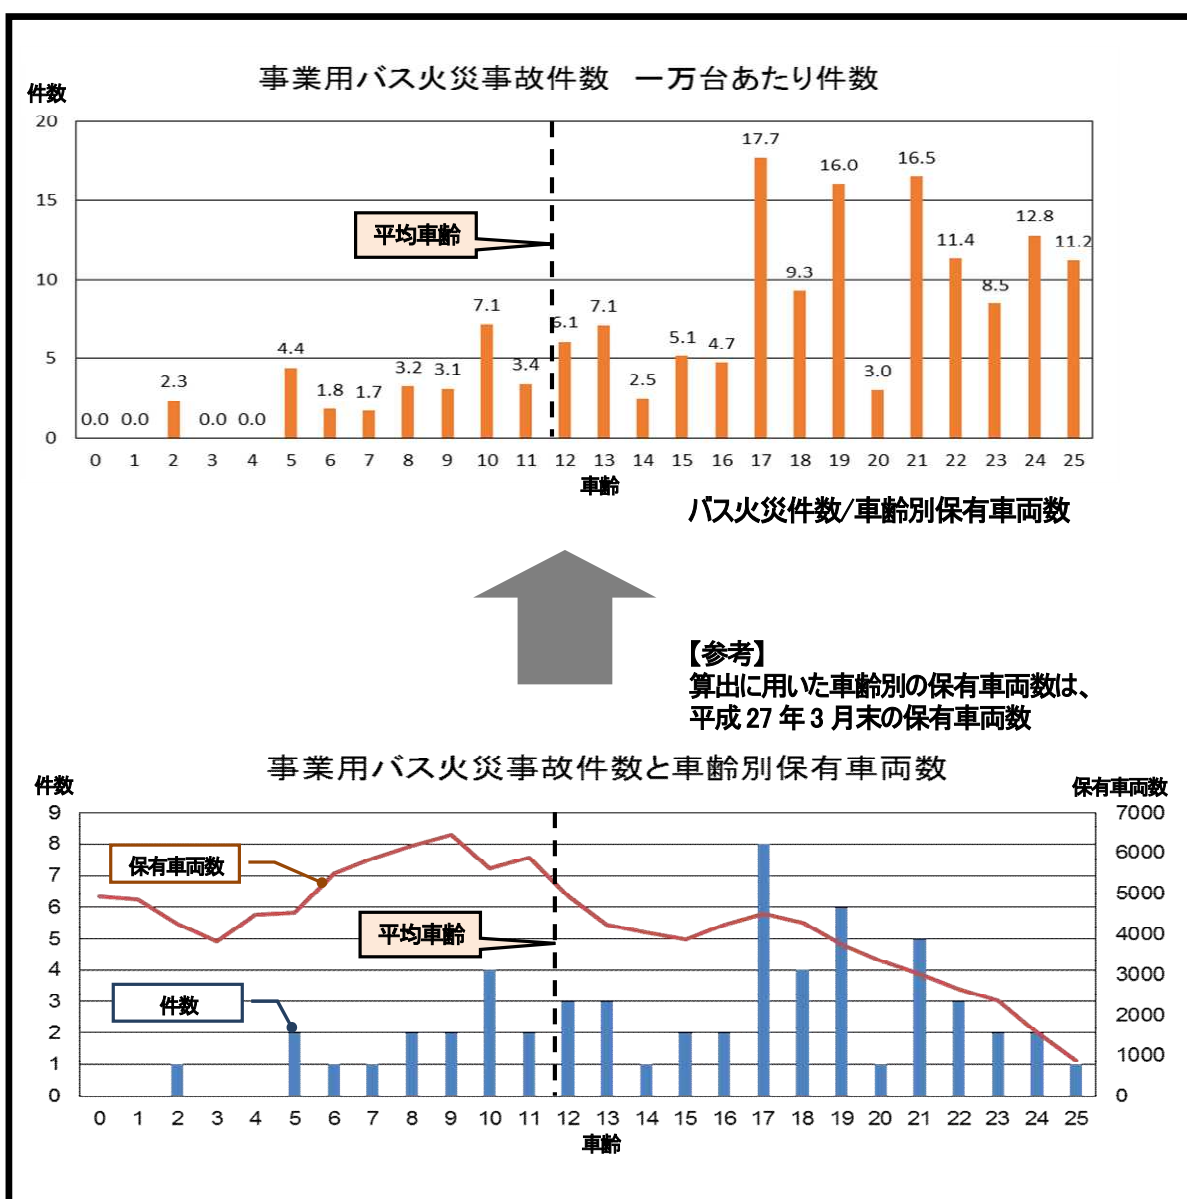 事業用バス火災事故件数　一万台あたり件数
件数
20
15
10
5
0
平均車齢
0.0 0.0 2.3 0.0 0.0 4.4 1.8 1.7 3.2 3.1 7.1 3.4 6.1 7.1 2.5 5.1 4.7 17.7 9.3 16.0 3.0 16.5 11.4 8.5 12.8 11.2
0 1 2 3 4 5 6 7 8 9 10 11 12 13 14 15 16 17 18 19 20 21 22 23 24 25
車齢
バス火災件数/車齢別保有車両数
【参考】
算出に用いた車齢別の保有車両数は、
平成 27 年 3 月末の保有車両数
事業用バス火災事故件数と車齢別保有車両数
件数
保有車両数
9
8
7
6
5
4
3
2
1
0
7000
6000
5000
4000
3000
2000
1000
0
保有車両数
平均車齢
件数
0 1 2 3 4 5 6 7 8 9 10 11 12 13 14 15 16 17 18 19 20 21 22 23 24 25
車齢